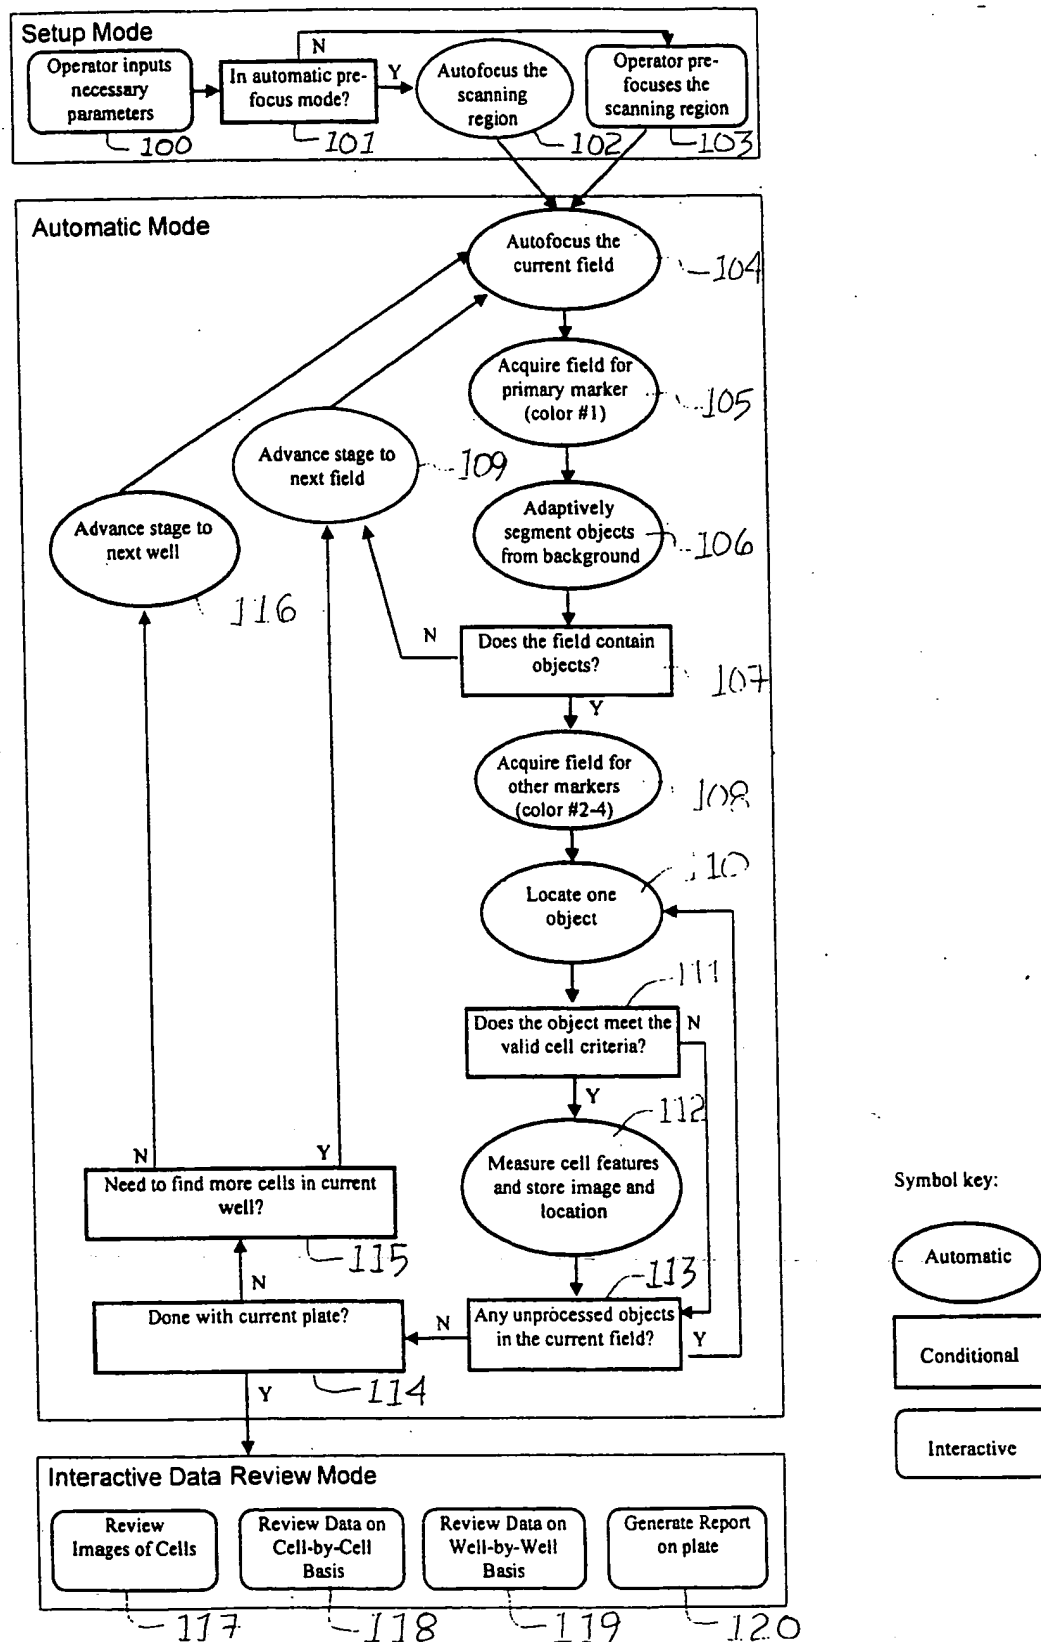 Setup Mode
Operator inputs
necessary
parameters
100
In automatic pre-
focus mode?
101
N
Y
Autofocus the
scanning
region
102
Operator pre-
focuses the
scanning region
103
Automatic Mode
Autofocus the
current field
104
Acquire field for
primary marker
(color #1)
105
Advance stage to
next field
109
Adaptively
segment objects
from background
106
Advance stage to
next well
116
N
Does the field contain
objects?
107
Y
Acquire field for
other markers
(color #2-4)
108
110
Locate one
object
111
Does the object meet the
valid cell criteria?
N
Y
112
Measure cell features
and store image and
location
N
Y
Need to find more cells in current
well?
115
N
113
Done with current plate?
114
N
Any unprocessed objects
in the current field?
Y
Y
Symbol key:
Automatic
Conditional
Interactive
Interactive Data Review Mode
Review
Images of Cells
117
Review Data on
Cell-by-Cell
Basis
118
Review Data on
Well-by-Well
Basis
119
Generate Report
on plate
120